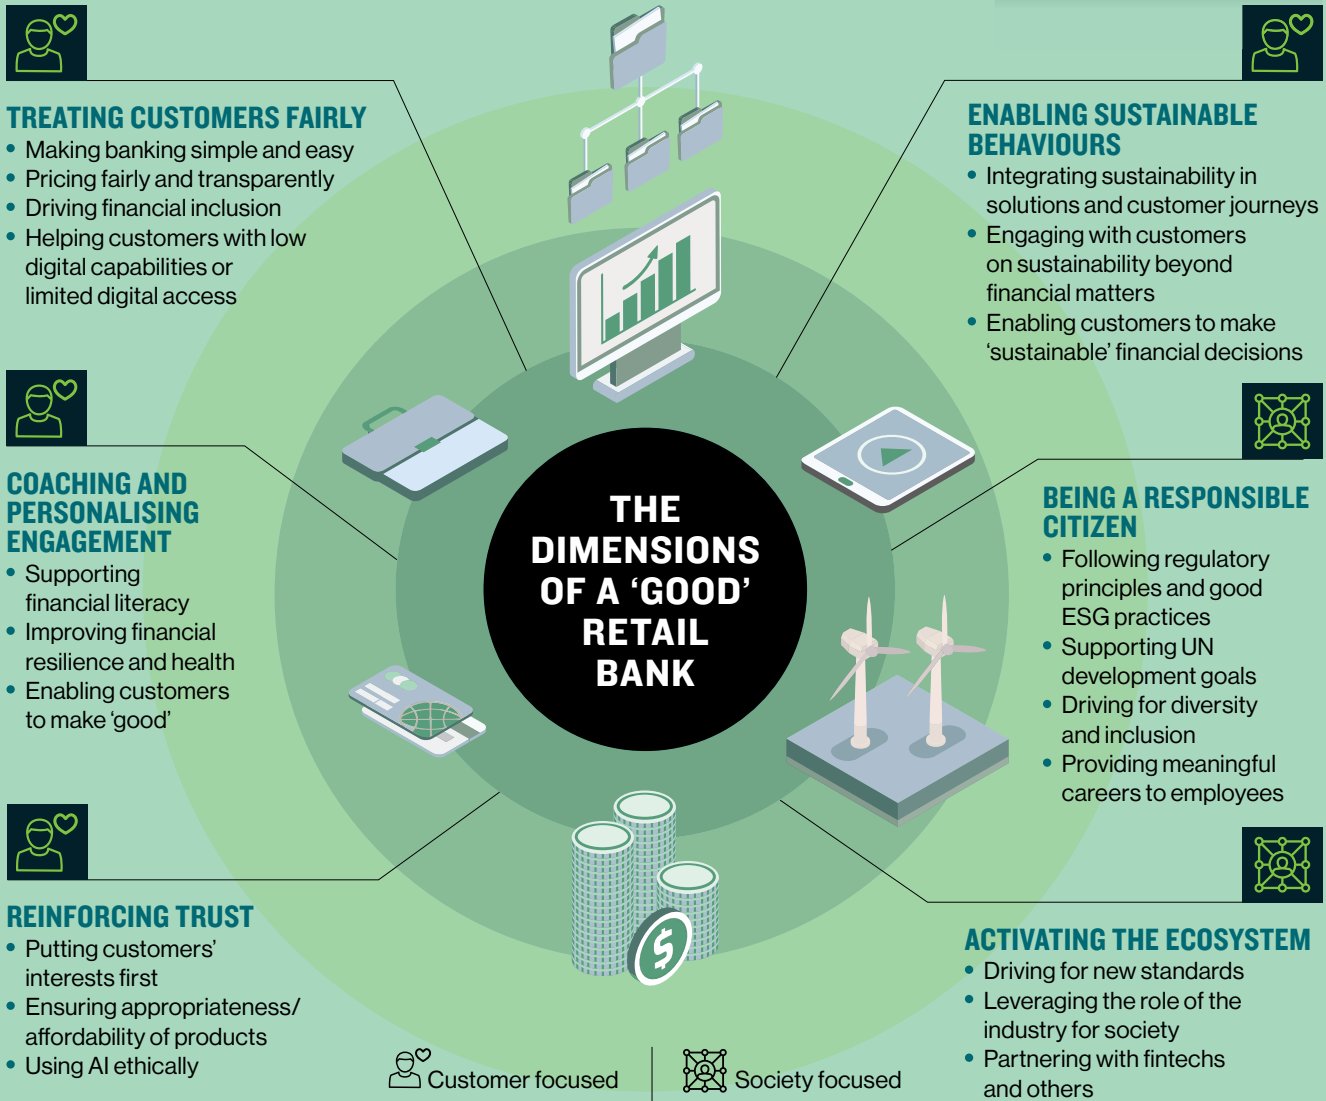 TREATING CUSTOMERS FAIRLY
• Making banking simple and easy
• Pricing fairly and transparently
• Driving financial inclusion
• Helping customers with low
digital capabilities or
limited digital access
COACHING AND
PERSONALISING
ENGAGEMENT
• Supporting
financial literacy
• Improving financial
resilience and health
• Enabling customers
to make ‘good’
REINFORCING TRUST
• Putting customers’
interests first
• Ensuring appropriateness/
affordability of products
• Using AI ethically
THE
DIMENSIONS
OF A ‘GOOD’
RETAIL
BANK
$
ENABLING SUSTAINABLE
BEHAVIOURS
• Integrating sustainability in
solutions and customer journeys
• Engaging with customers
on sustainability beyond
financial matters
• Enabling customers to make
‘sustainable’ financial decisions
BEING A RESPONSIBLE
CITIZEN
• Following regulatory
principles and good
ESG practices
• Supporting UN
development goals
• Driving for diversity
and inclusion
• Providing meaningful
careers to employees
ACTIVATING THE ECOSYSTEM
• Driving for new standards
• Leveraging the role of the
industry for society
• Partnering with fintechs
and others
Customer focused
Society focused